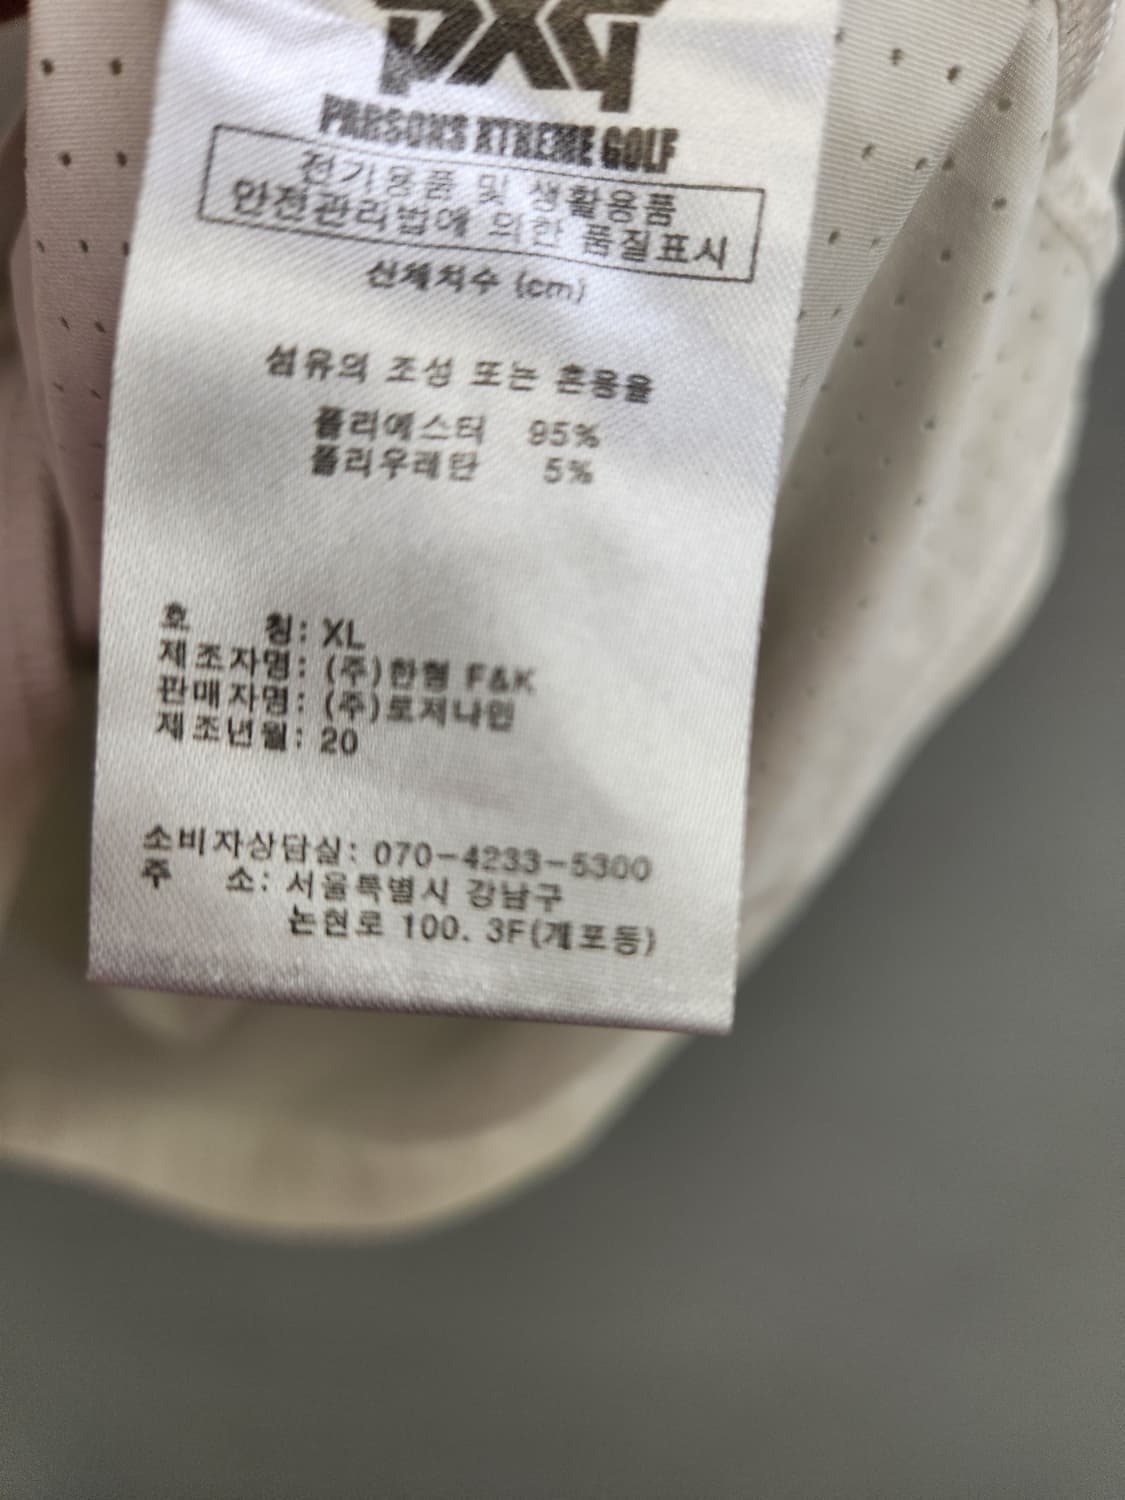 PXG
PARSONS XTREME GOLF
전기용품 및 생활용품
안전관리법에 의한 품질표시
신체치수 (cm)
섬유의 조성 또는 혼용율
폴리에스터 95%
폴리우레탄 5%
호 칭: XL
제조자명: (주)한형 F&K
판매자명: (주)로저나인
제조년월: 20
소비자상담실: 070-4233-5300
주 소: 서울특별시 강남구
논현로 100. 3F(개포동)